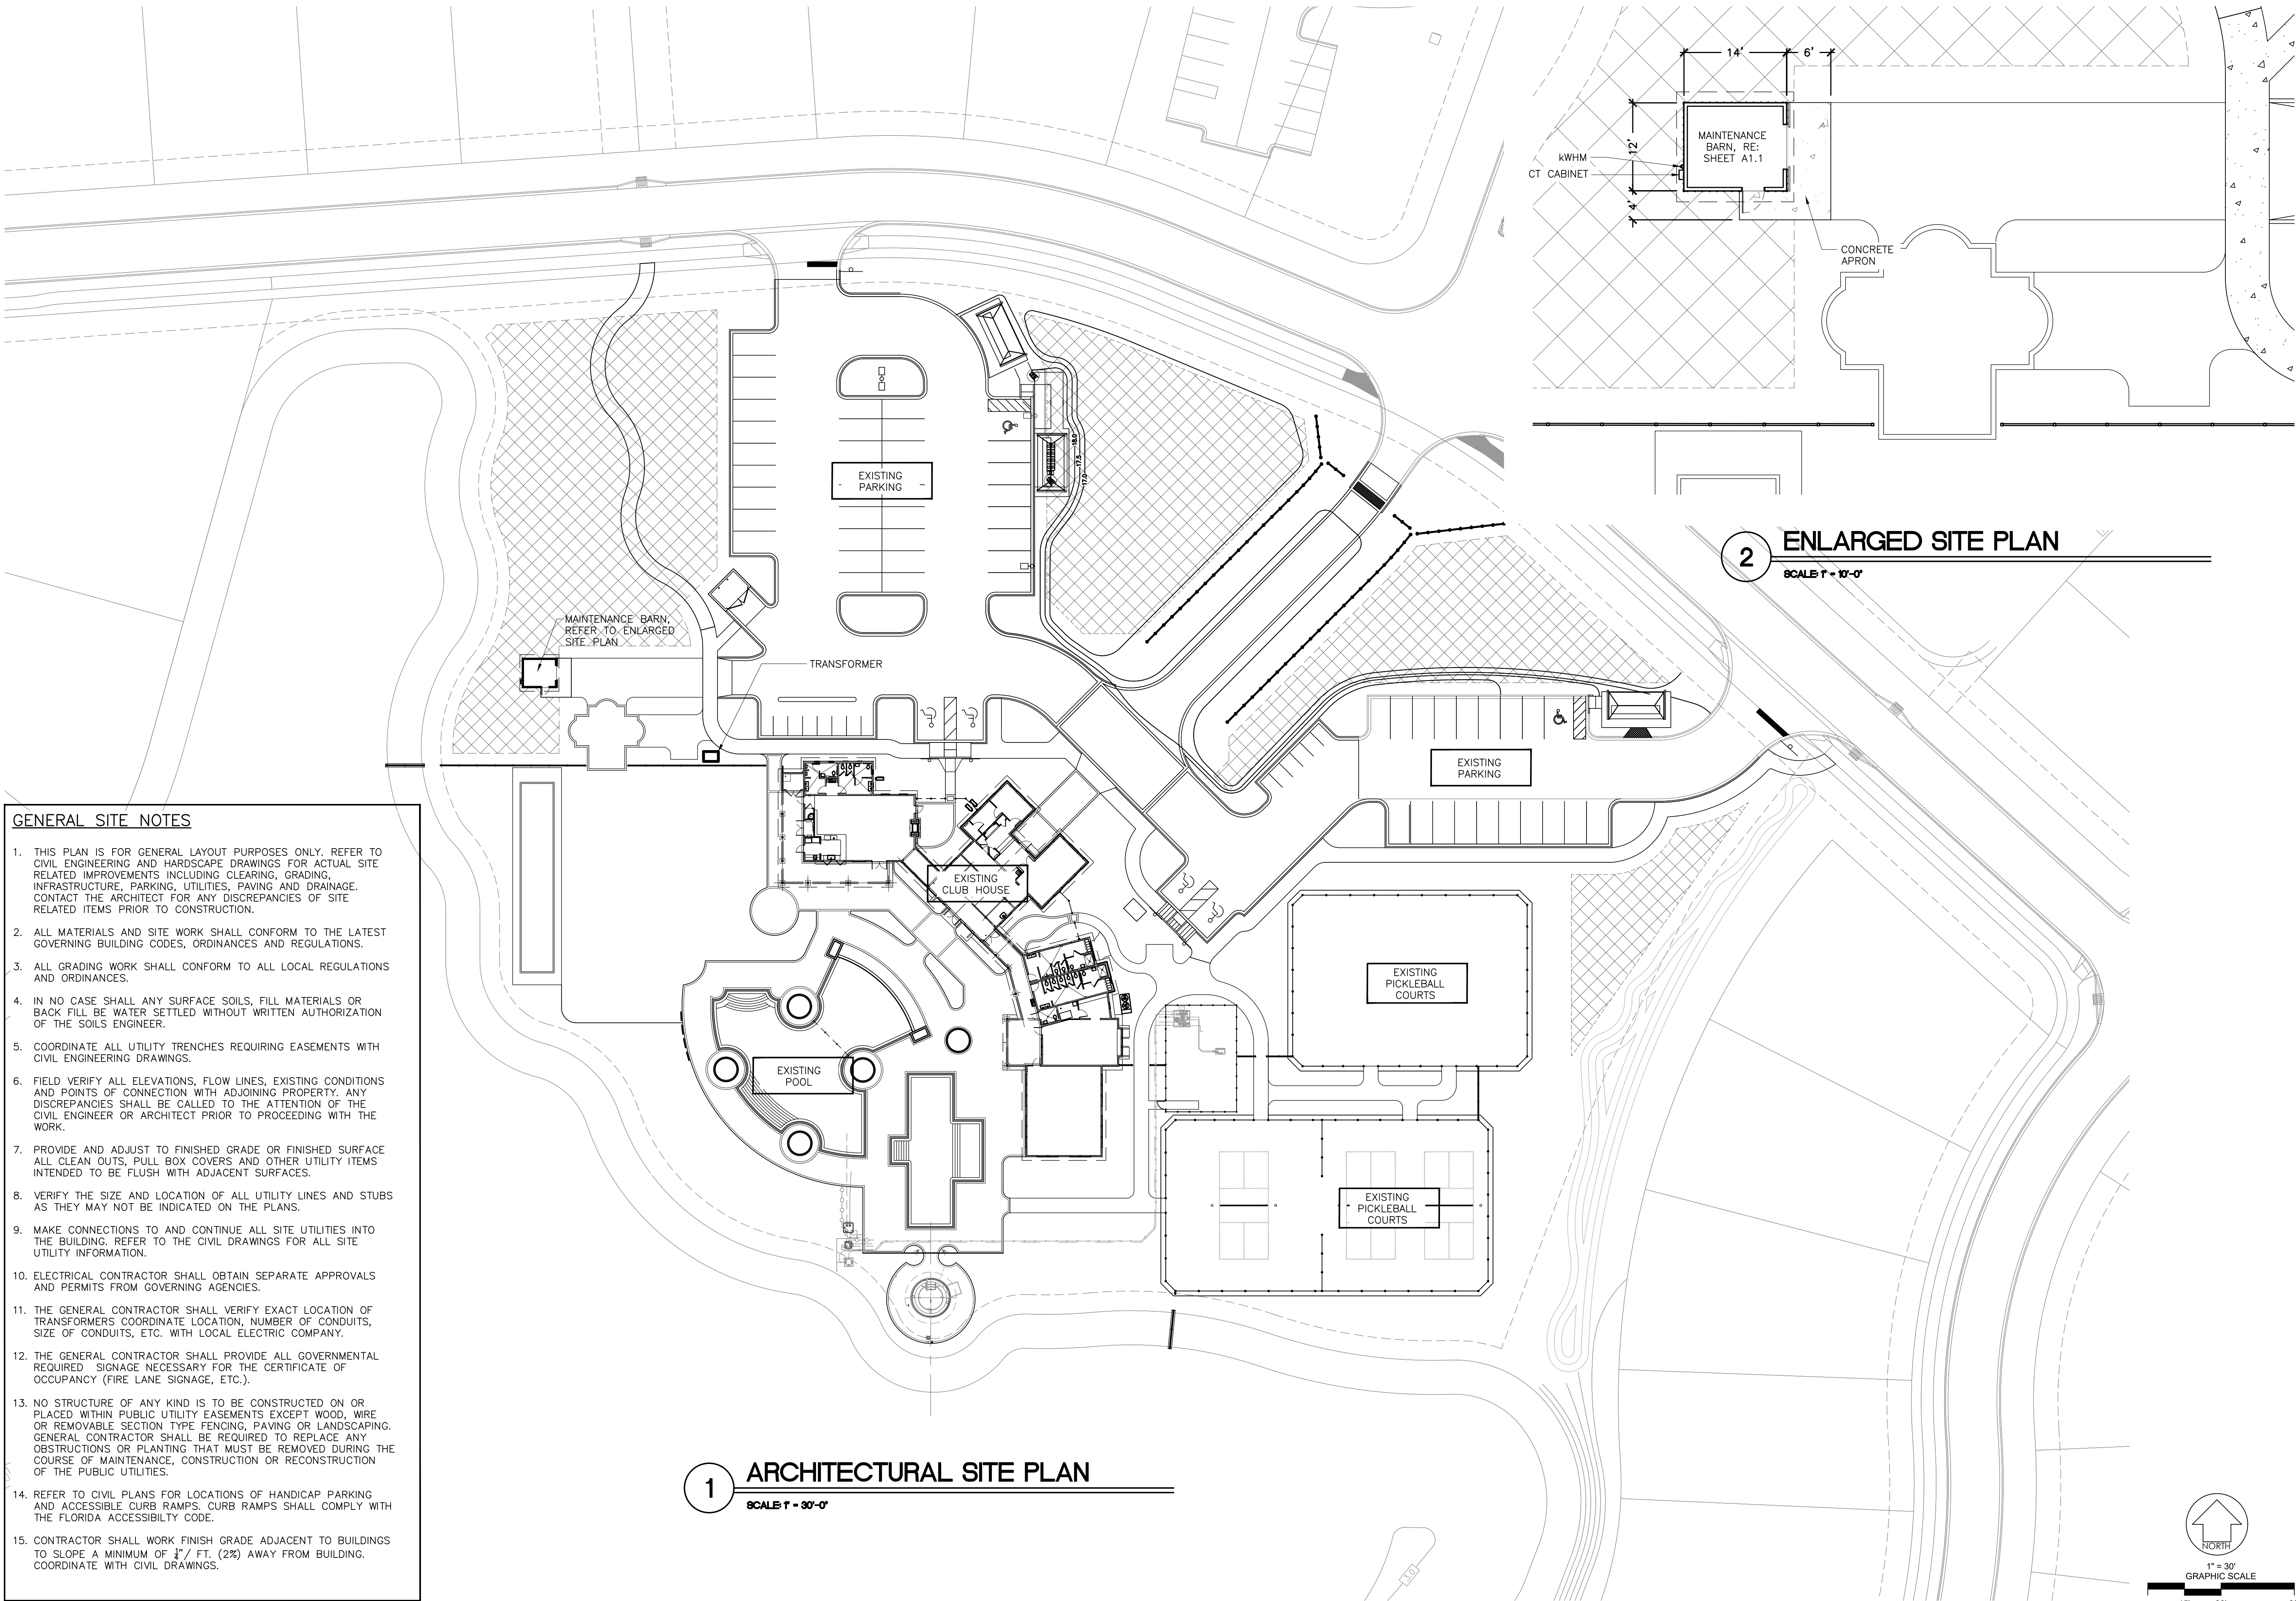 14'
6'
12'
4'
MAINTENANCE
BARN, RE:
SHEET A1.1
kWHM
CT CABINET
CONCRETE
APRON
2
ENLARGED SITE PLAN
SCALE: 1" = 10'-0"
EXISTING
PARKING
18.0
17.5
17.0
MAINTENANCE BARN,
REFER TO ENLARGED
SITE PLAN
TRANSFORMER
EXISTING
PARKING
EXISTING
CLUB HOUSE
EXISTING
PICKLEBALL
COURTS
EXISTING
POOL
EXISTING
PICKLEBALL
COURTS
GENERAL SITE NOTES
1. THIS PLAN IS FOR GENERAL LAYOUT PURPOSES ONLY. REFER TO
CIVIL ENGINEERING AND HARDSCAPE DRAWINGS FOR ACTUAL SITE
RELATED IMPROVEMENTS INCLUDING CLEARING, GRADING,
INFRASTRUCTURE, PARKING, UTILITIES, PAVING AND DRAINAGE.
CONTACT THE ARCHITECT FOR ANY DISCREPANCIES OF SITE
RELATED ITEMS PRIOR TO CONSTRUCTION.
2. ALL MATERIALS AND SITE WORK SHALL CONFORM TO THE LATEST
GOVERNING BUILDING CODES, ORDINANCES AND REGULATIONS.
3. ALL GRADING WORK SHALL CONFORM TO ALL LOCAL REGULATIONS
AND ORDINANCES.
4. IN NO CASE SHALL ANY SURFACE SOILS, FILL MATERIALS OR
BACK FILL BE WATER SETTLED WITHOUT WRITTEN AUTHORIZATION
OF THE SOILS ENGINEER.
5. COORDINATE ALL UTILITY TRENCHES REQUIRING EASEMENTS WITH
CIVIL ENGINEERING DRAWINGS.
6. FIELD VERIFY ALL ELEVATIONS, FLOW LINES, EXISTING CONDITIONS
AND POINTS OF CONNECTION WITH ADJOINING PROPERTY. ANY
DISCREPANCIES SHALL BE CALLED TO THE ATTENTION OF THE
CIVIL ENGINEER OR ARCHITECT PRIOR TO PROCEEDING WITH THE
WORK.
7. PROVIDE AND ADJUST TO FINISHED GRADE OR FINISHED SURFACE
ALL CLEAN OUTS, PULL BOX COVERS AND OTHER UTILITY ITEMS
INTENDED TO BE FLUSH WITH ADJACENT SURFACES.
8. VERIFY THE SIZE AND LOCATION OF ALL UTILITY LINES AND STUBS
AS THEY MAY NOT BE INDICATED ON THE PLANS.
9. MAKE CONNECTIONS TO AND CONTINUE ALL SITE UTILITIES INTO
THE BUILDING. REFER TO THE CIVIL DRAWINGS FOR ALL SITE
UTILITY INFORMATION.
10. ELECTRICAL CONTRACTOR SHALL OBTAIN SEPARATE APPROVALS
AND PERMITS FROM GOVERNING AGENCIES.
11. THE GENERAL CONTRACTOR SHALL VERIFY EXACT LOCATION OF
TRANSFORMERS COORDINATE LOCATION, NUMBER OF CONDUITS,
SIZE OF CONDUITS, ETC. WITH LOCAL ELECTRIC COMPANY.
12. THE GENERAL CONTRACTOR SHALL PROVIDE ALL GOVERNMENTAL
REQUIRED SIGNAGE NECESSARY FOR THE CERTIFICATE OF
OCCUPANCY (FIRE LANE SIGNAGE, ETC.).
13. NO STRUCTURE OF ANY KIND IS TO BE CONSTRUCTED ON OR
PLACED WITHIN PUBLIC UTILITY EASEMENTS EXCEPT WOOD, WIRE
OR REMOVABLE SECTION TYPE FENCING, PAVING OR LANDSCAPING.
GENERAL CONTRACTOR SHALL BE REQUIRED TO REPLACE ANY
OBSTRUCTIONS OR PLANTING THAT MUST BE REMOVED DURING THE
COURSE OF MAINTENANCE, CONSTRUCTION OR RECONSTRUCTION
OF THE PUBLIC UTILITIES.
14. REFER TO CIVIL PLANS FOR LOCATIONS OF HANDICAP PARKING
AND ACCESSIBLE CURB RAMPS. CURB RAMPS SHALL COMPLY WITH
THE FLORIDA ACCESSIBILTY CODE.
15. CONTRACTOR SHALL WORK FINISH GRADE ADJACENT TO BUILDINGS
TO SLOPE A MINIMUM OF ¼"/ FT. (2%) AWAY FROM BUILDING.
COORDINATE WITH CIVIL DRAWINGS.
1
ARCHITECTURAL SITE PLAN
SCALE: 1" = 30'-0"
3.0
NORTH
1" = 30'
GRAPHIC SCALE